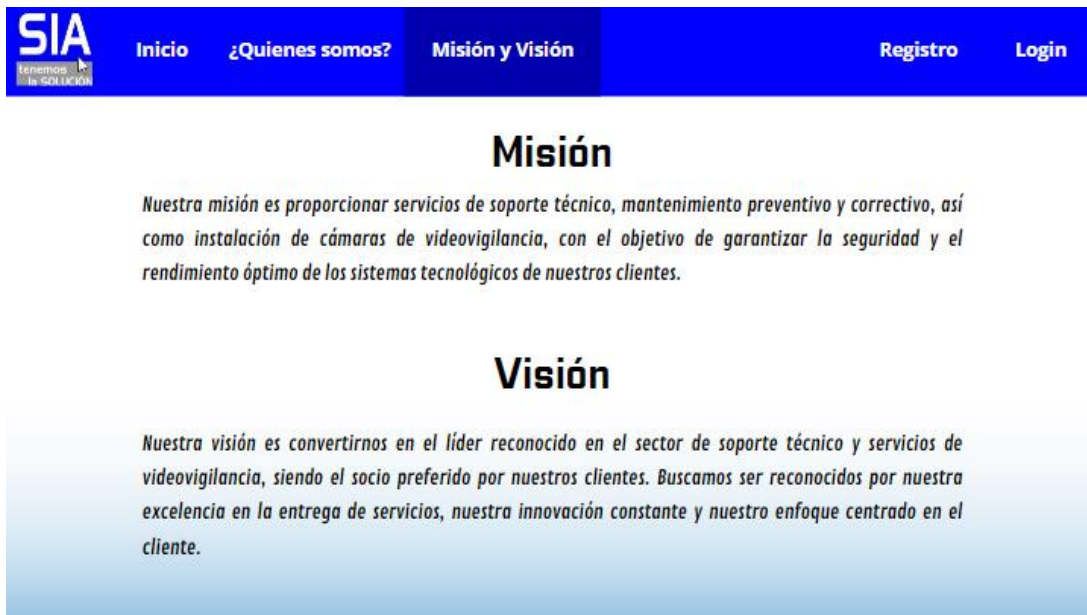 SIA
tenemos
la SOLUCIÓN
Inicio
¿Quienes somos?
Misión y Visión
Registro
Login
Misión
Nuestra misión es proporcionar servicios de soporte técnico, mantenimiento preventivo y correctivo, así
como instalación de cámaras de videovigilancia, con el objetivo de garantizar la seguridad y el
rendimiento óptimo de los sistemas tecnológicos de nuestros clientes.
Visión
Nuestra visión es convertirnos en el líder reconocido en el sector de soporte técnico y servicios de
videovigilancia, siendo el socio preferido por nuestros clientes. Buscamos ser reconocidos por nuestra
excelencia en la entrega de servicios, nuestra innovación constante y nuestro enfoque centrado en el
cliente.